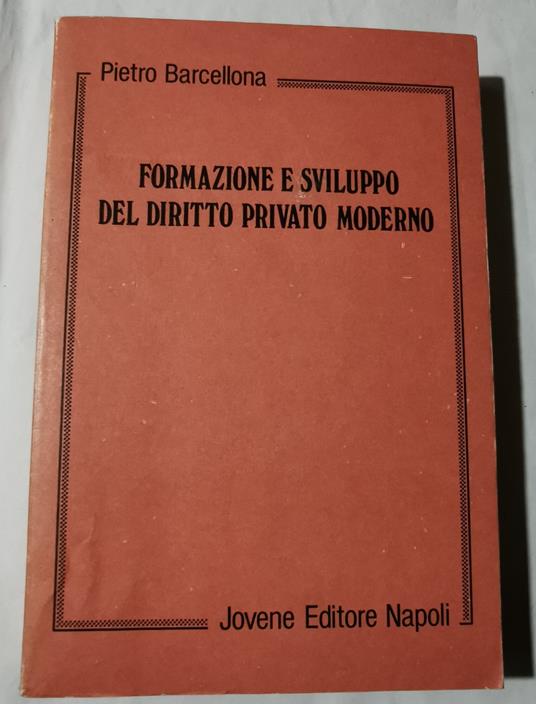 Pietro Barcellona
FORMAZIONE E SVILUPPO
DEL DIRITTO PRIVATO MODERNO
Jovene Editore Napoli